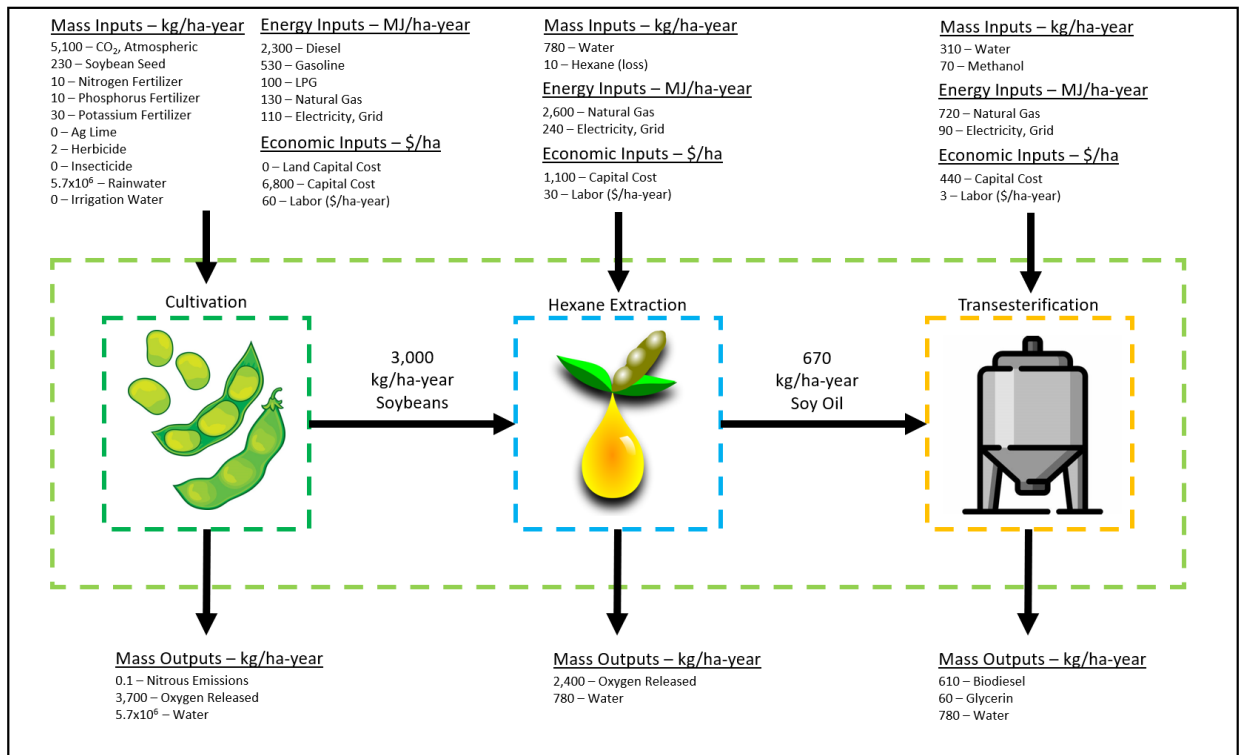 Mass Inputs – kg/ha-year
5,100 – CO₂, Atmospheric
230 – Soybean Seed
10 – Nitrogen Fertilizer
10 – Phosphorus Fertilizer
30 – Potassium Fertilizer
0 – Ag Lime
2 – Herbicide
0 – Insecticide
5.7x10⁶ – Rainwater
0 – Irrigation Water
Energy Inputs – MJ/ha-year
2,300 – Diesel
530 – Gasoline
100 – LPG
130 – Natural Gas
110 – Electricity, Grid
Economic Inputs – $/ha
0 – Land Capital Cost
6,800 – Capital Cost
60 – Labor ($/ha-year)
Mass Inputs – kg/ha-year
780 – Water
10 – Hexane (loss)
Energy Inputs – MJ/ha-year
2,600 – Natural Gas
240 – Electricity, Grid
Economic Inputs – $/ha
1,100 – Capital Cost
30 – Labor ($/ha-year)
Mass Inputs – kg/ha-year
310 – Water
70 – Methanol
Energy Inputs – MJ/ha-year
720 – Natural Gas
90 – Electricity, Grid
Economic Inputs – $/ha
440 – Capital Cost
3 – Labor ($/ha-year)
Cultivation
3,000
kg/ha-year
Soybeans
Hexane Extraction
670
kg/ha-year
Soy Oil
Transesterification
Mass Outputs – kg/ha-year
0.1 – Nitrous Emissions
3,700 – Oxygen Released
5.7x10⁶ – Water
Mass Outputs – kg/ha-year
2,400 – Oxygen Released
780 – Water
Mass Outputs – kg/ha-year
610 – Biodiesel
60 – Glycerin
780 – Water